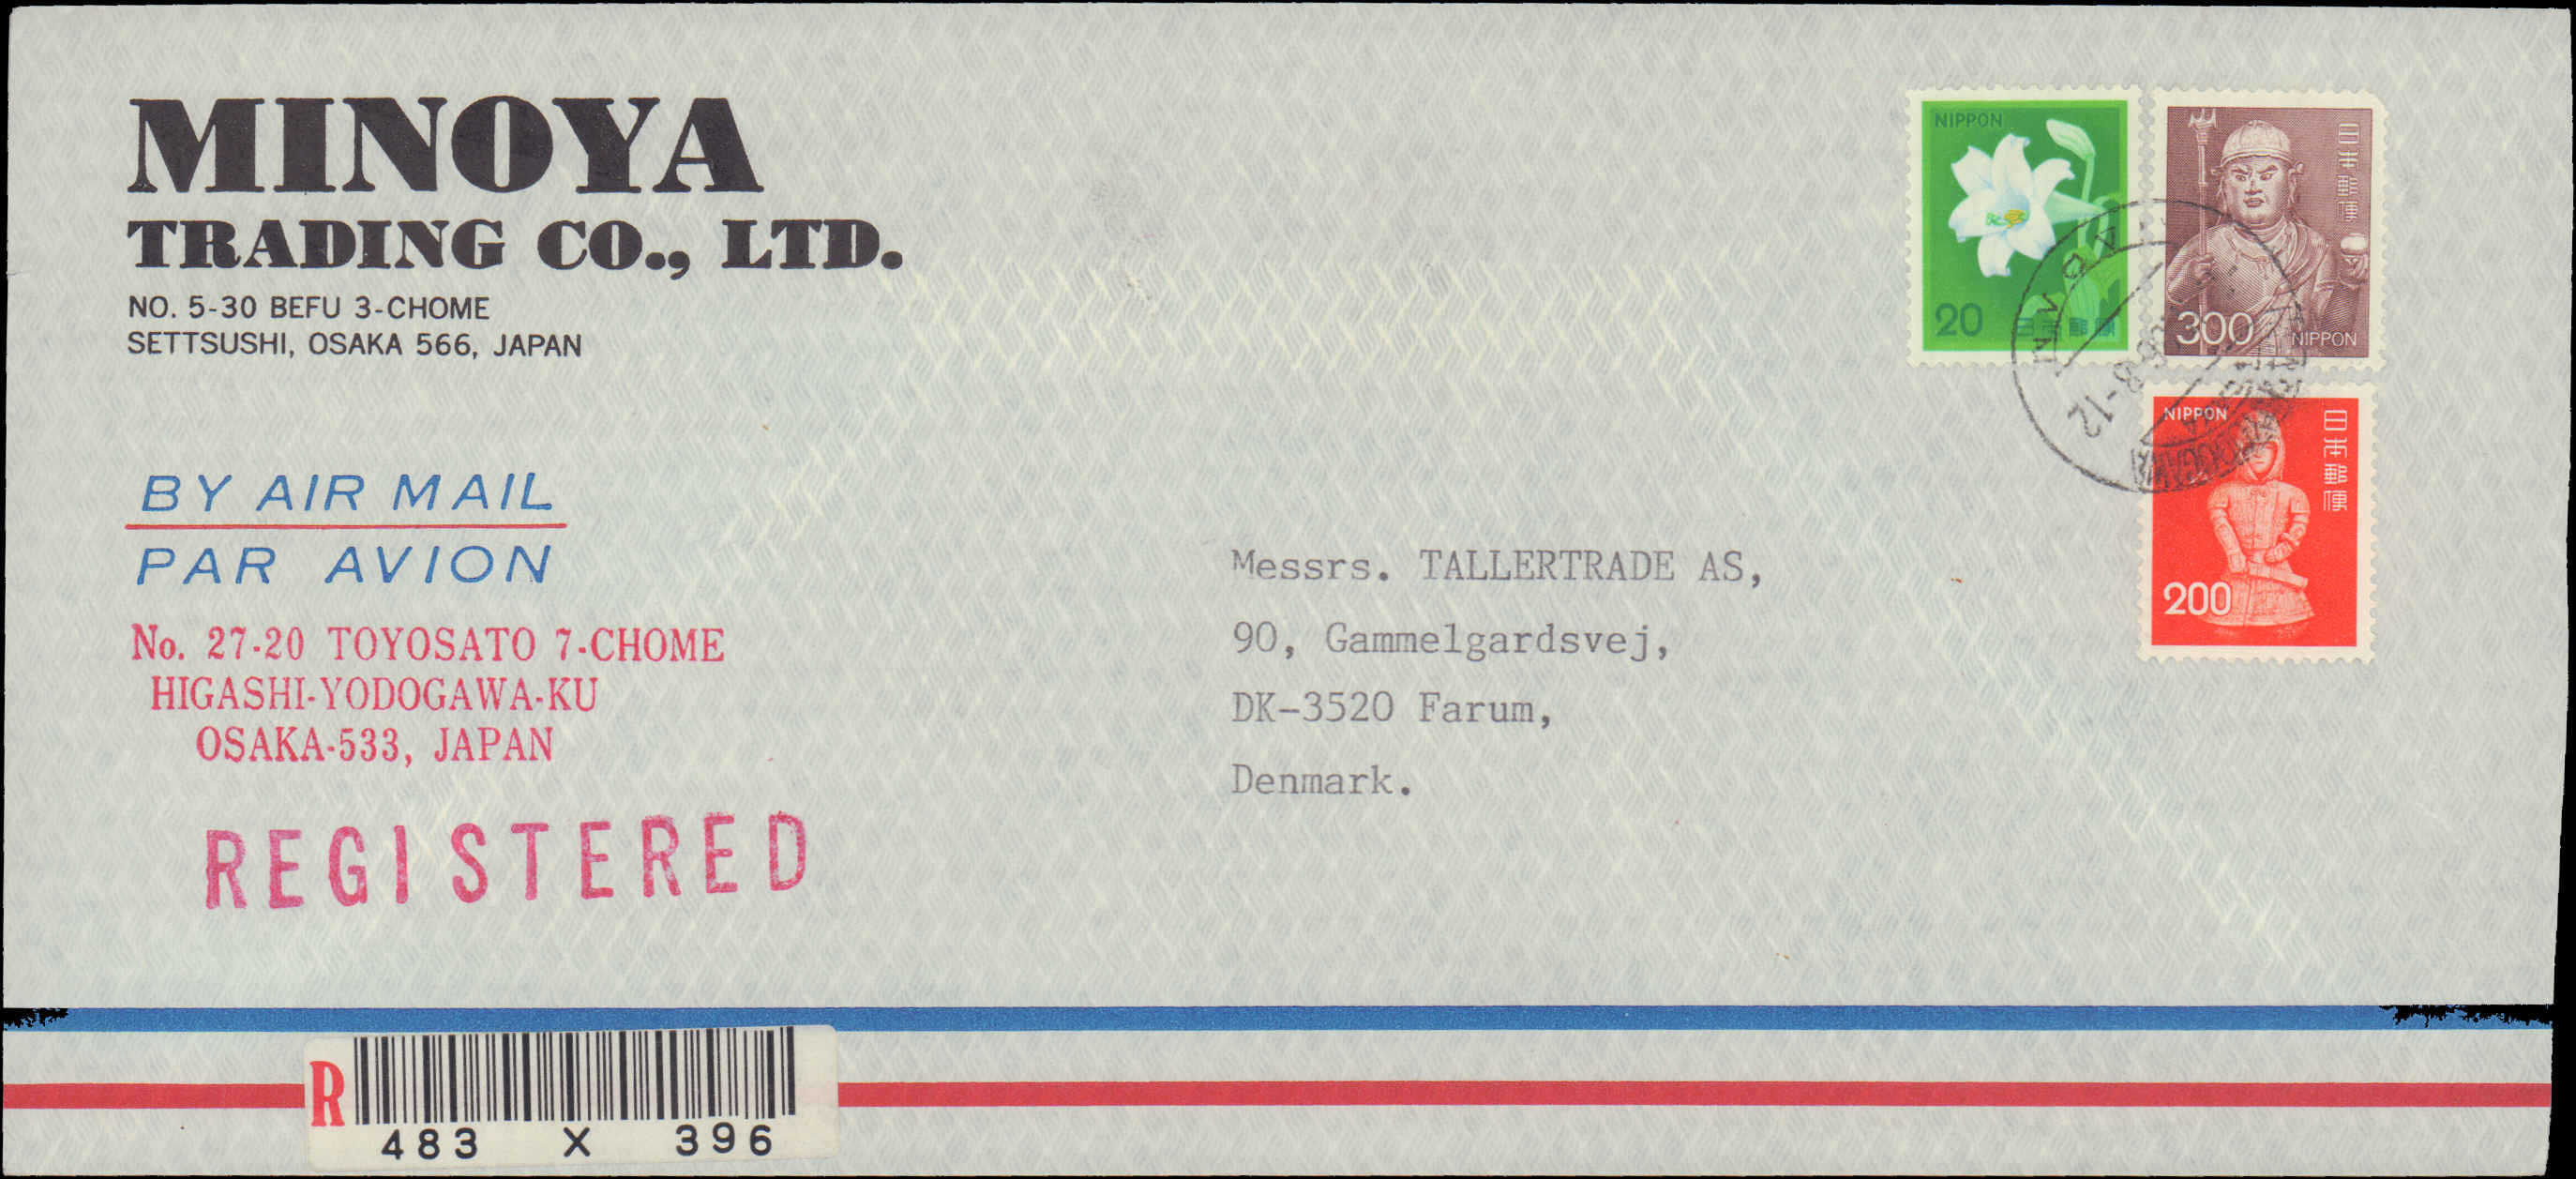 MINOYA
TRADING CO., LTD.
NO. 5-30 BEFU 3-CHOME
SETTSUSHI, OSAKA 566, JAPAN
BY AIR MAIL
PAR AVION
No. 27-20 TOYOSATO 7-CHOME
HIGASHI-YODOGAWA-KU
OSAKA-533, JAPAN
REGISTERED
NIPPON
20
日本郵便
日本郵便
300
NIPPON
NIPPON
日本郵便
200
JAPAN
Messrs. TALLERTRADE AS,
90, Gammelgardsvej,
DK-3520 Farum,
Denmark.
R
483 X 396